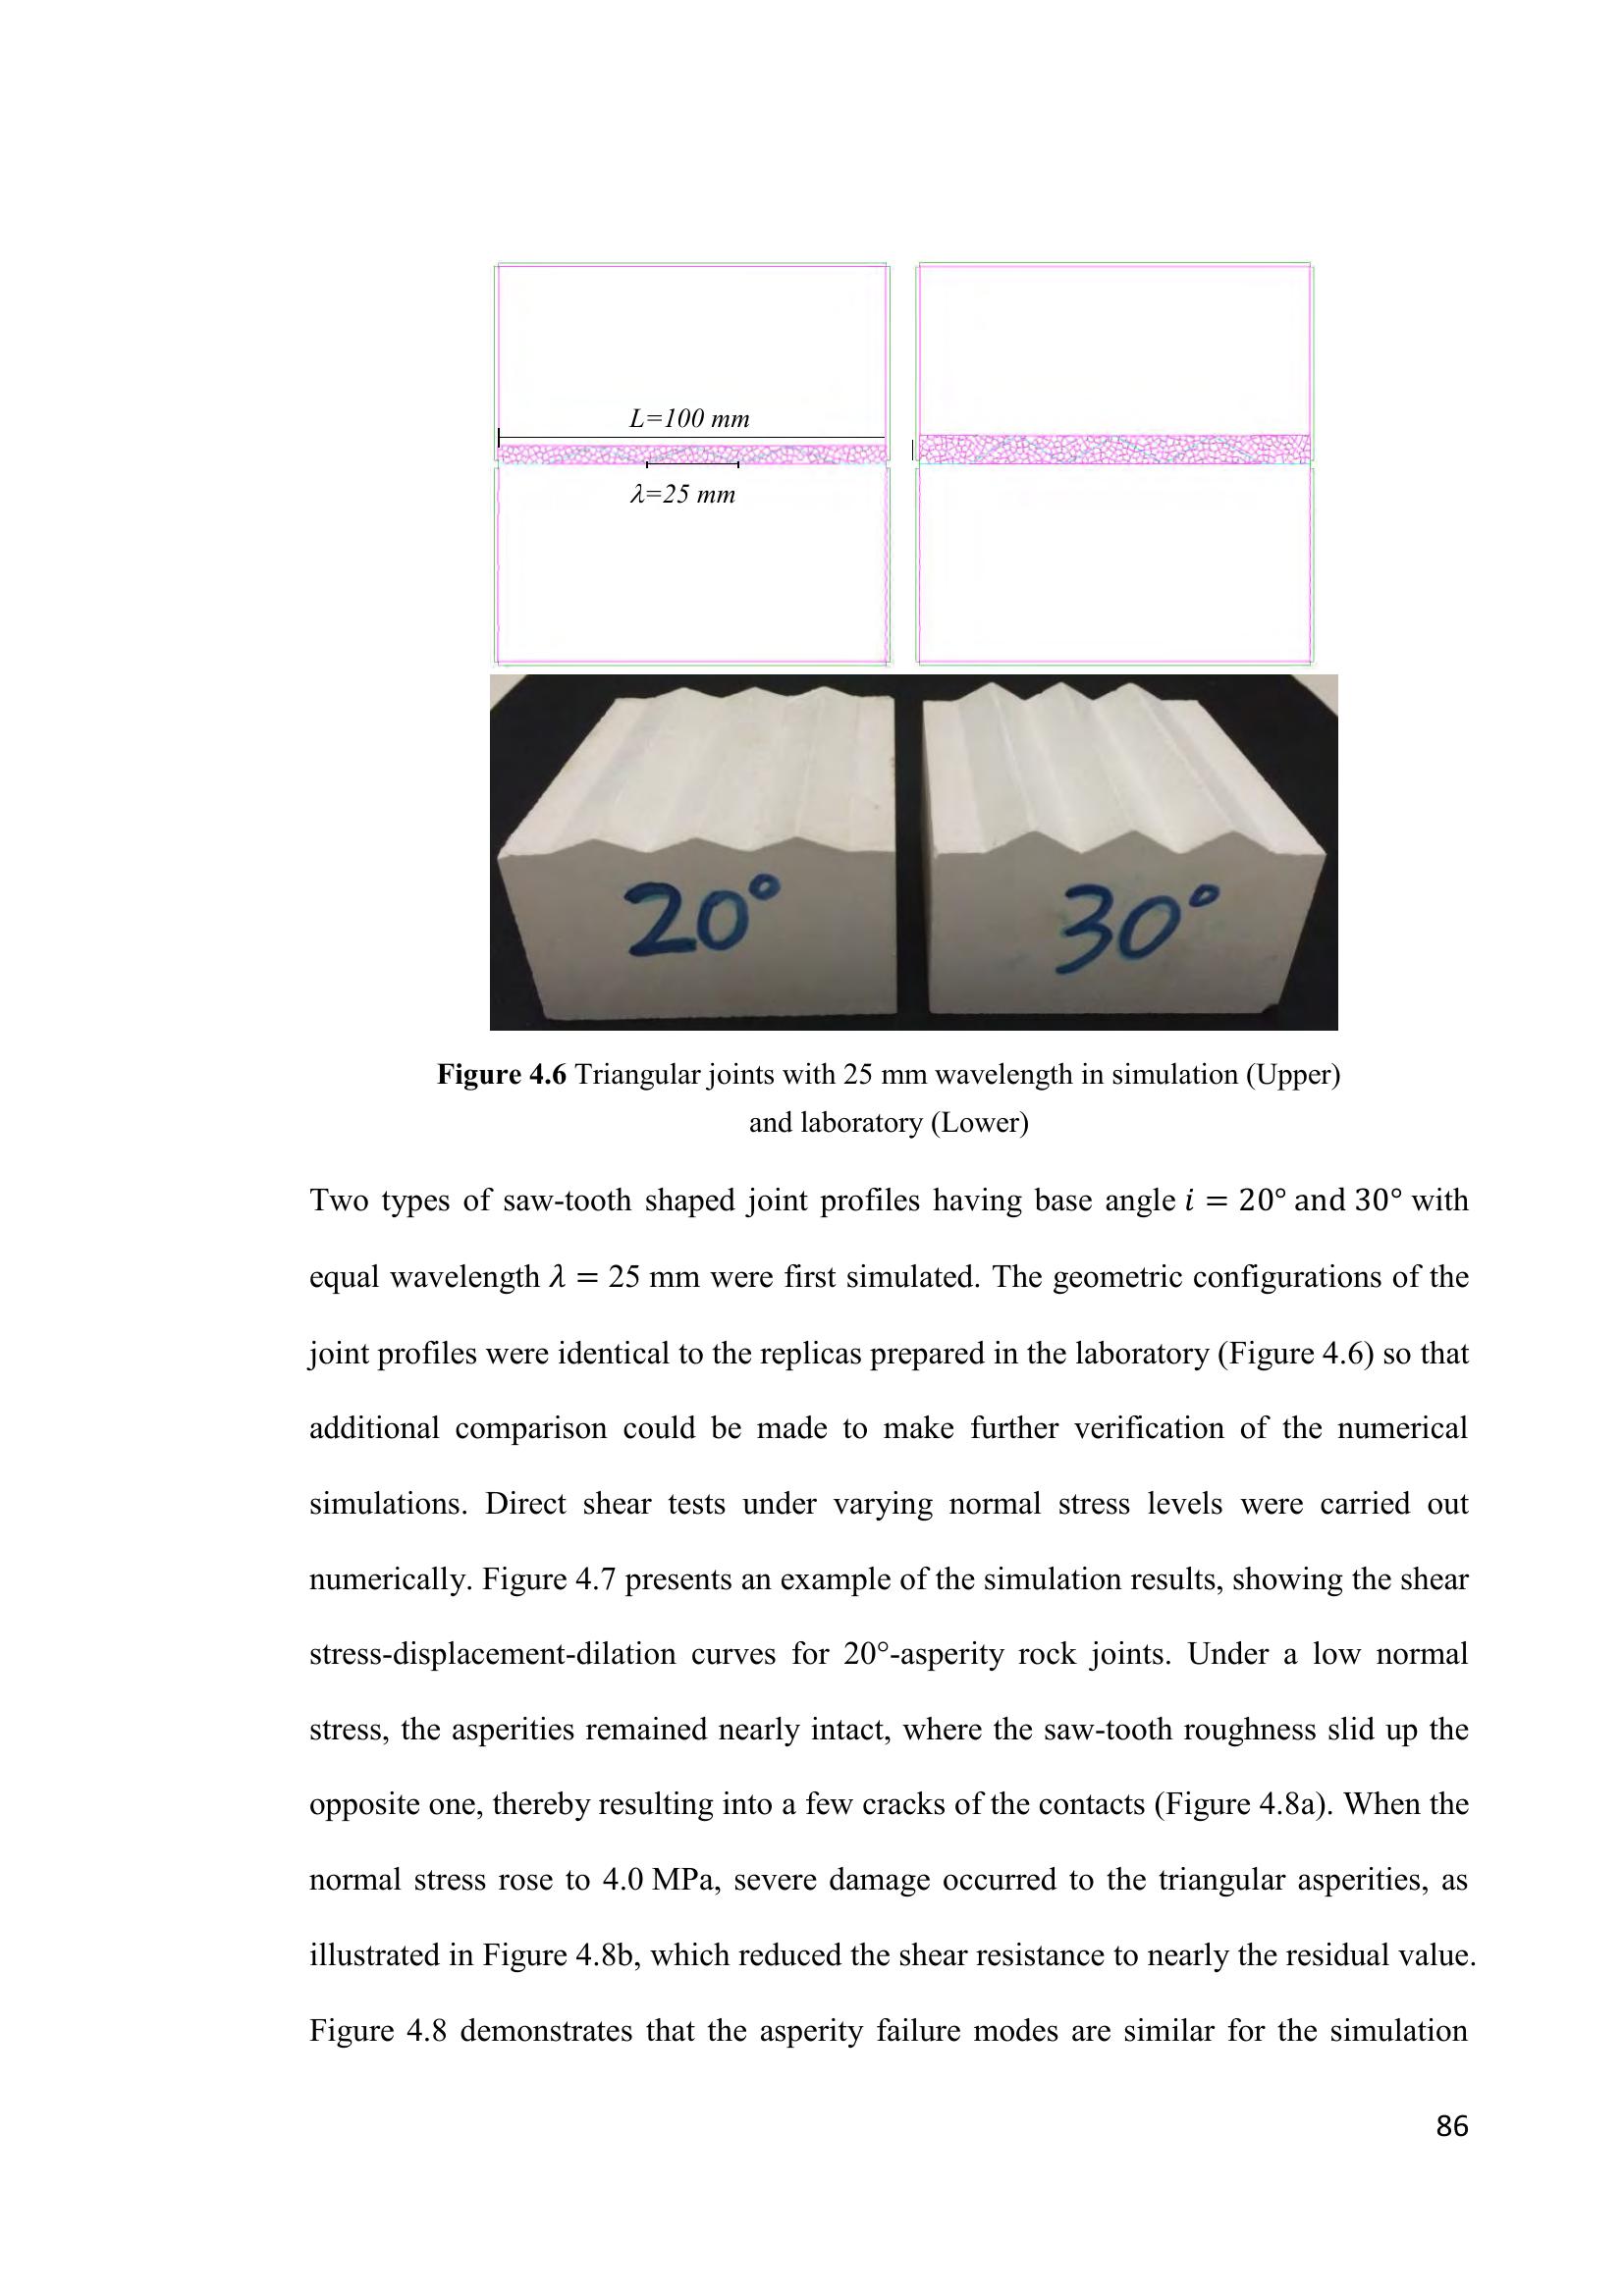 L=100 mm
λ=25 mm
20°
30°
Figure 4.6 Triangular joints with 25 mm wavelength in simulation (Upper)
and laboratory (Lower)
Two types of saw-tooth shaped joint profiles having base angle i = 20° and 30° with
equal wavelength λ = 25 mm were first simulated. The geometric configurations of the
joint profiles were identical to the replicas prepared in the laboratory (Figure 4.6) so that
additional comparison could be made to make further verification of the numerical
simulations. Direct shear tests under varying normal stress levels were carried out
numerically. Figure 4.7 presents an example of the simulation results, showing the shear
stress-displacement-dilation curves for 20°-asperity rock joints. Under a low normal
stress, the asperities remained nearly intact, where the saw-tooth roughness slid up the
opposite one, thereby resulting into a few cracks of the contacts (Figure 4.8a). When the
normal stress rose to 4.0 MPa, severe damage occurred to the triangular asperities, as
illustrated in Figure 4.8b, which reduced the shear resistance to nearly the residual value.
Figure 4.8 demonstrates that the asperity failure modes are similar for the simulation
86